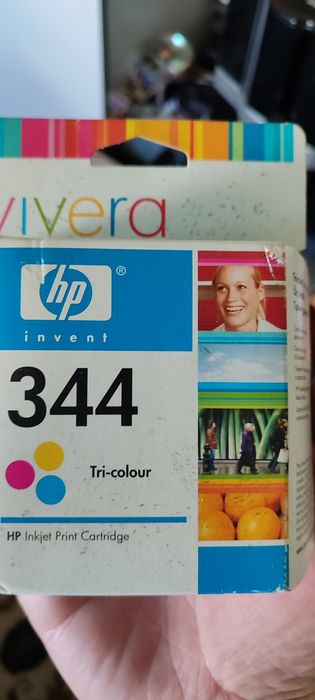 vivera
hp®
invent
344
Tri-colour
HP Inkjet Print Cartridge